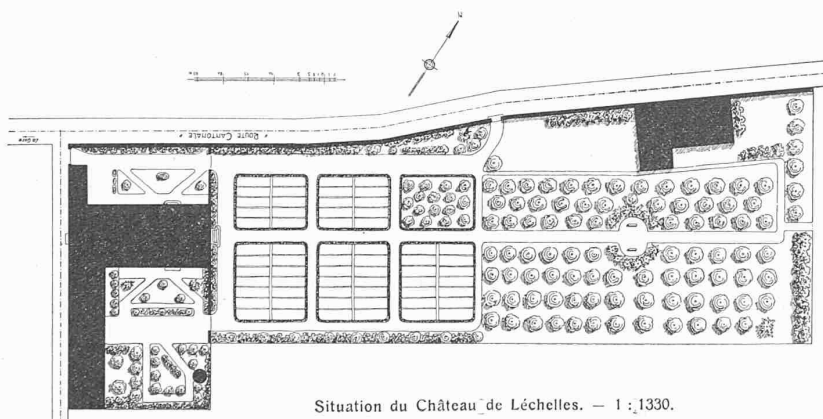 N
Route Cantonale
Situation du Château de Léchelles. — 1 : 1330.